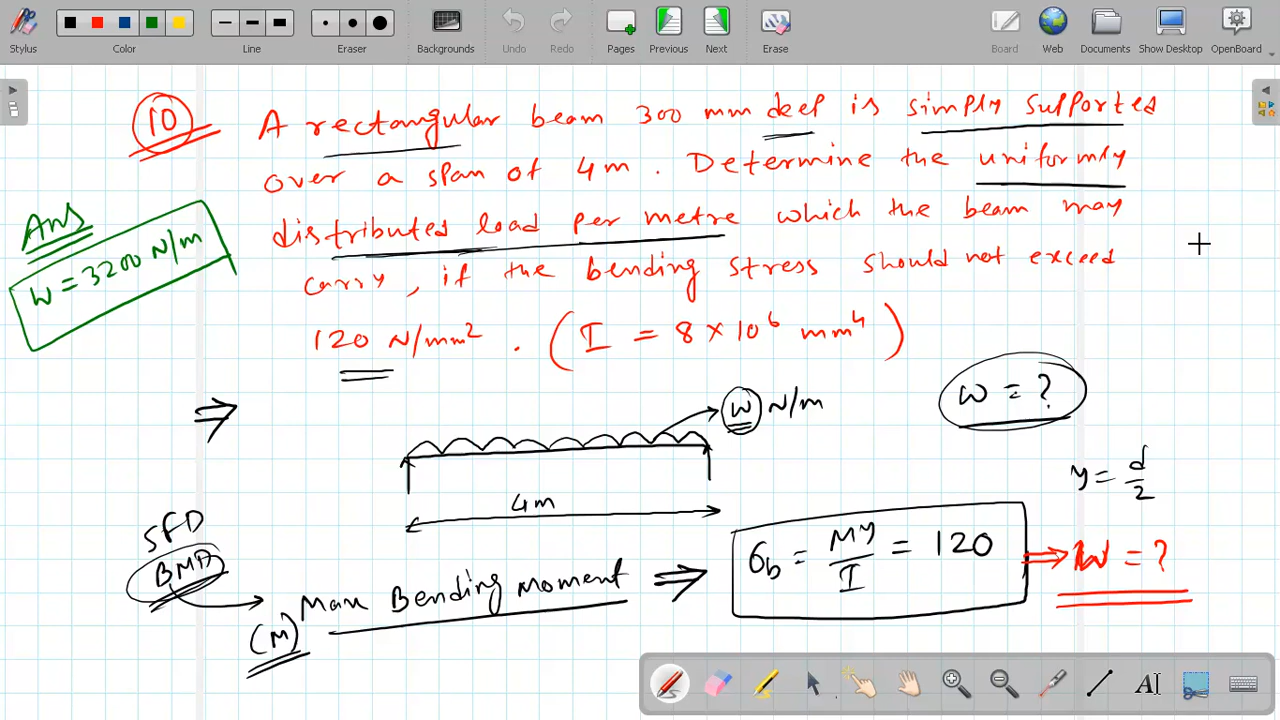 Stylus
Color
Line
Eraser
Backgrounds
Undo
Redo
Pages
Previous
Next
Erase
Board
Web
Documents
Show Desktop
OpenBoard
10 A rectangular beam 300 mm deep is simply supported
over a span of 4m. Determine the uniformly
distributed load per metre which the beam may
carry, if the bending stress should not exceed
120 N/mm². (I = 8 × 10⁶ mm⁴)
Ans
W = 3200 N/m
⇒
w N/m
w = ?
4m
y = d/2
SFD
BMD
Max Bending Moment
(M)
⇒ σb = My/I = 120 ⇒ W = ?